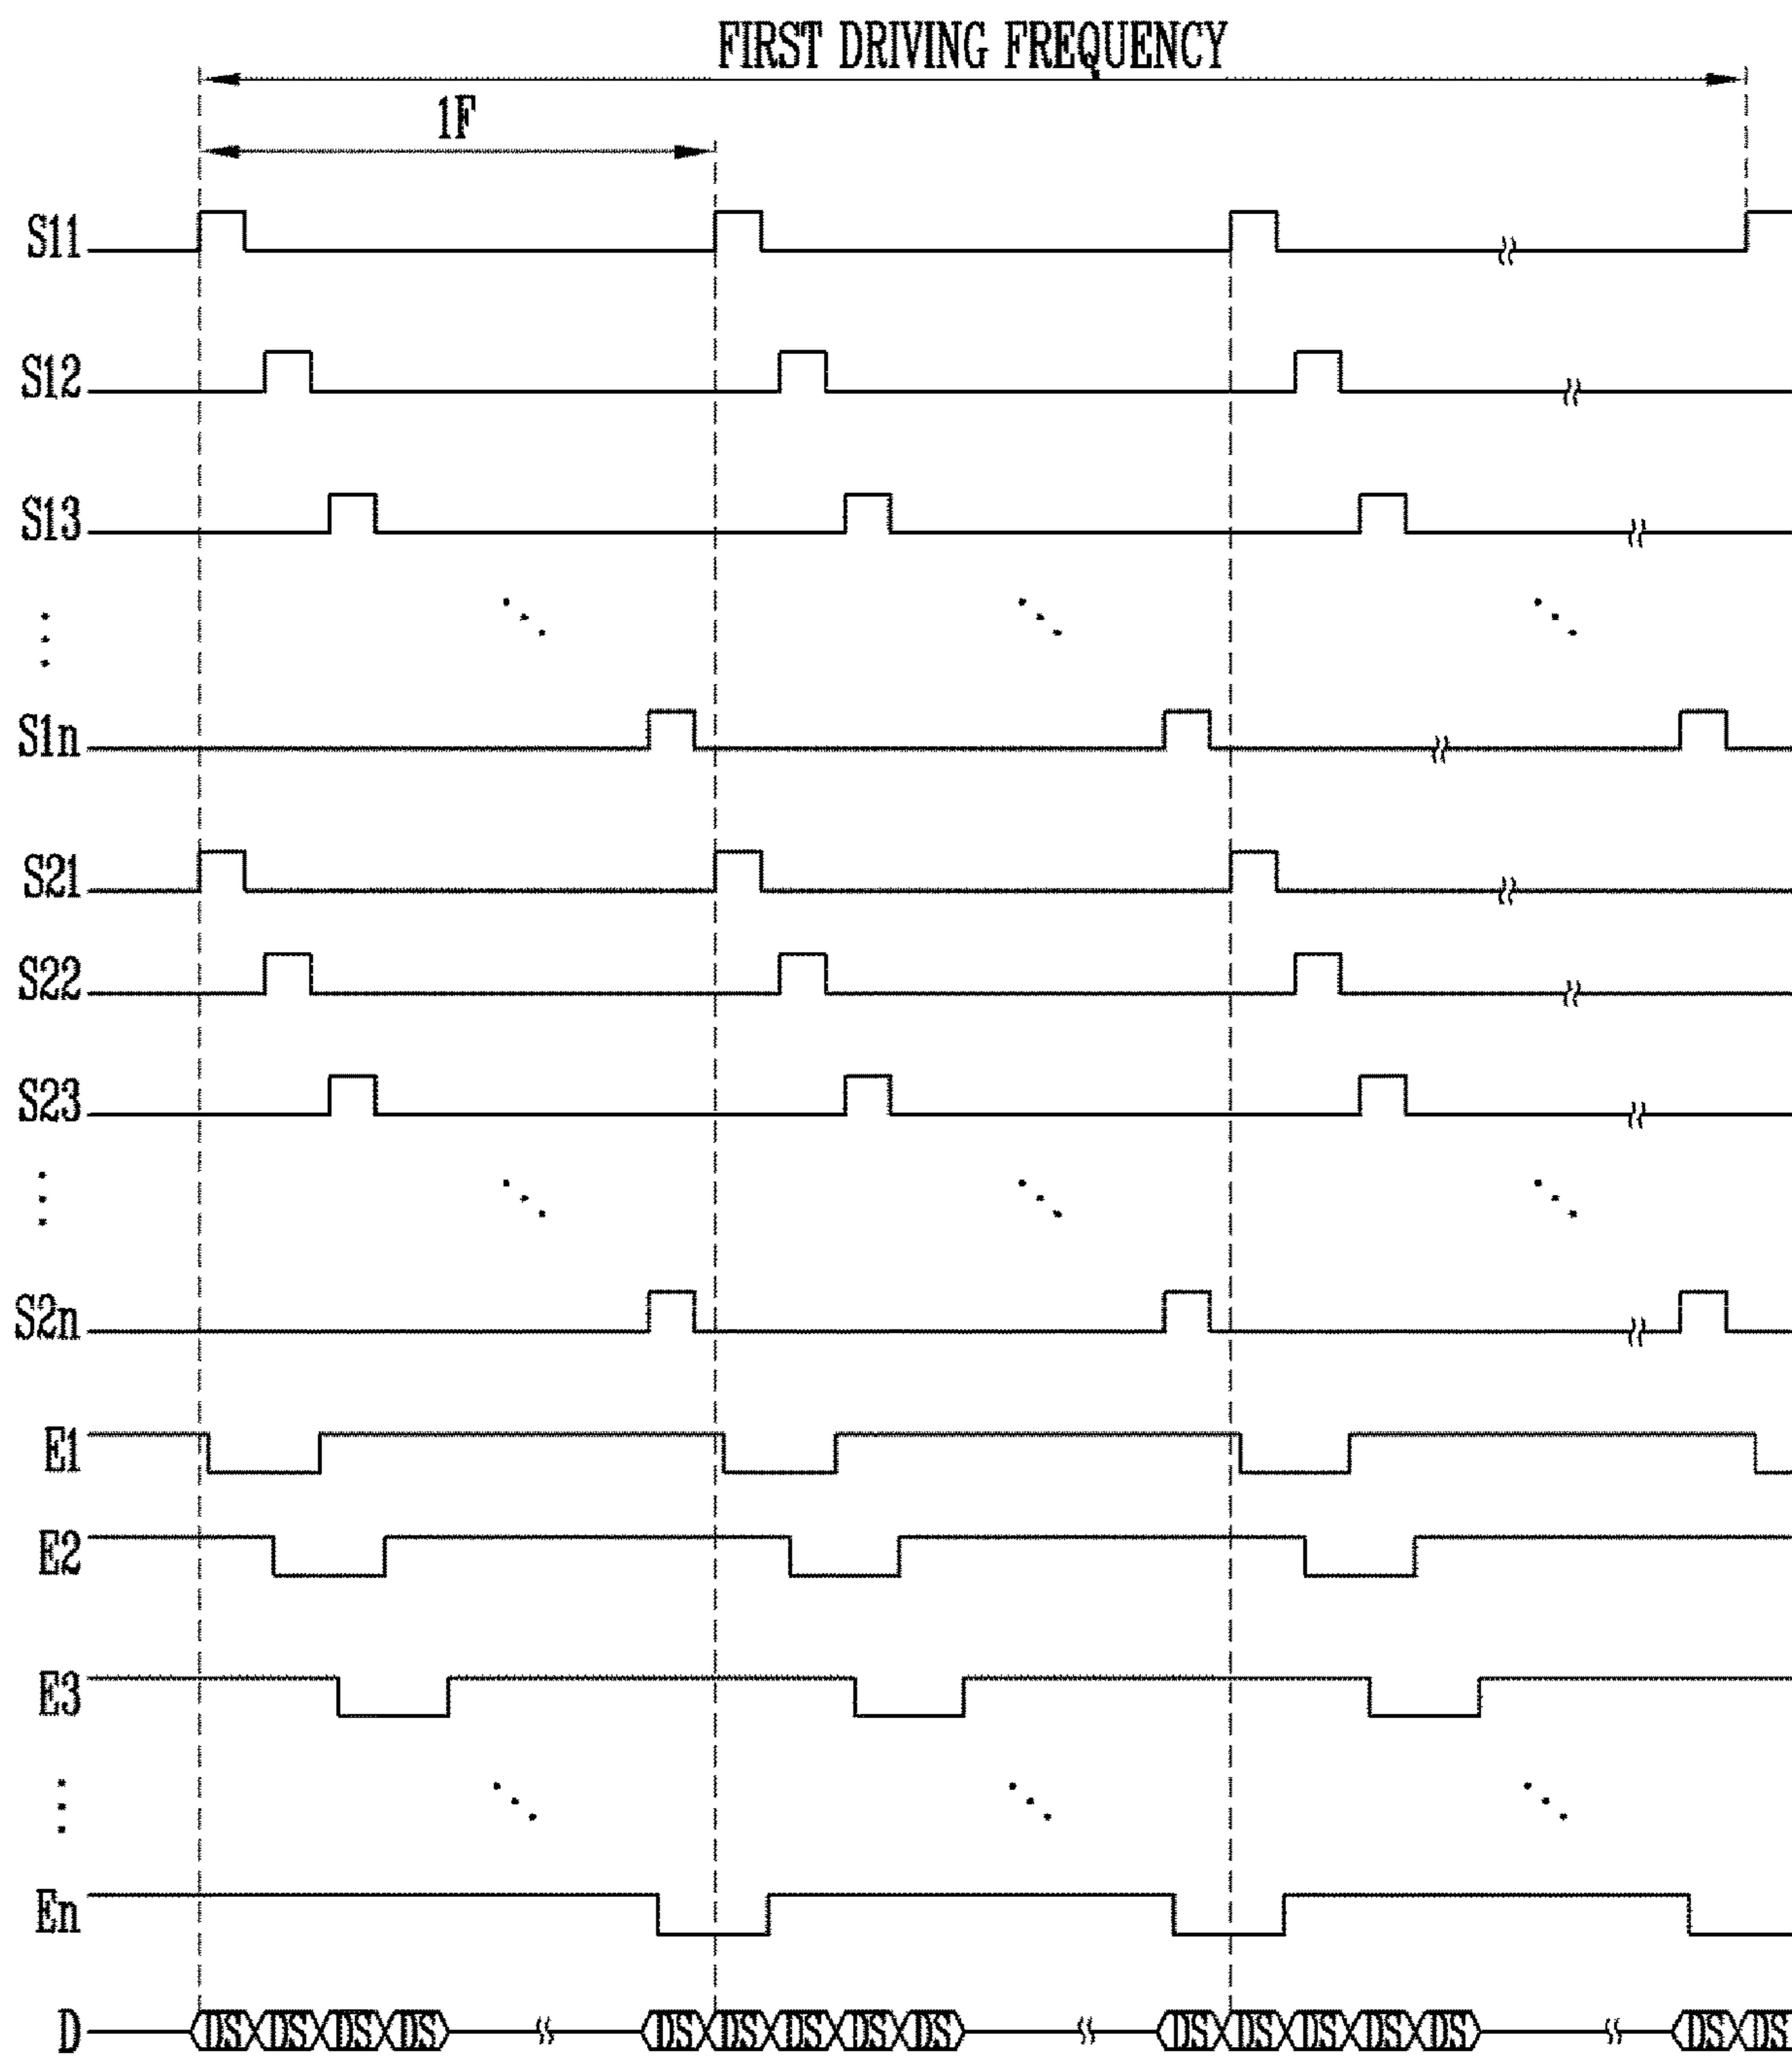 FIRST DRIVING FREQUENCY
1F
S11
S12
S13
S1n
S21
S22
S23
S2n
E1
E2
E3
En
D DS DS DS DS DS DS DS DS DS DS DS DS DS DS DS DS